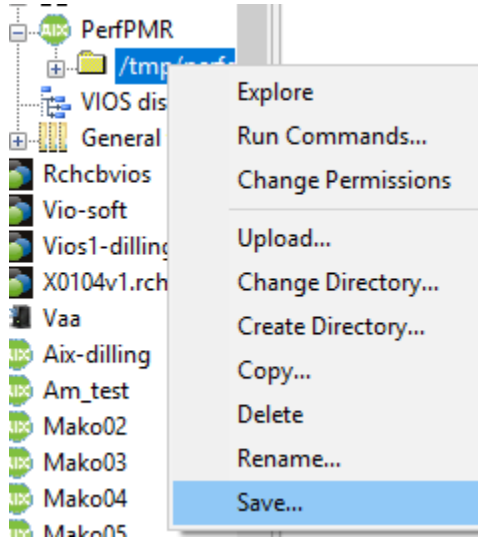 PerfPMR
/tmp/
VIOS dis
General
Rchcbvios
Vio-soft
Vios1-dilling
X0104v1.rch
Vaa
Aix-dilling
Am_test
Mako02
Mako03
Mako04
Mako05
Explore
Run Commands...
Change Permissions
Upload...
Change Directory...
Create Directory...
Copy...
Delete
Rename...
Save...